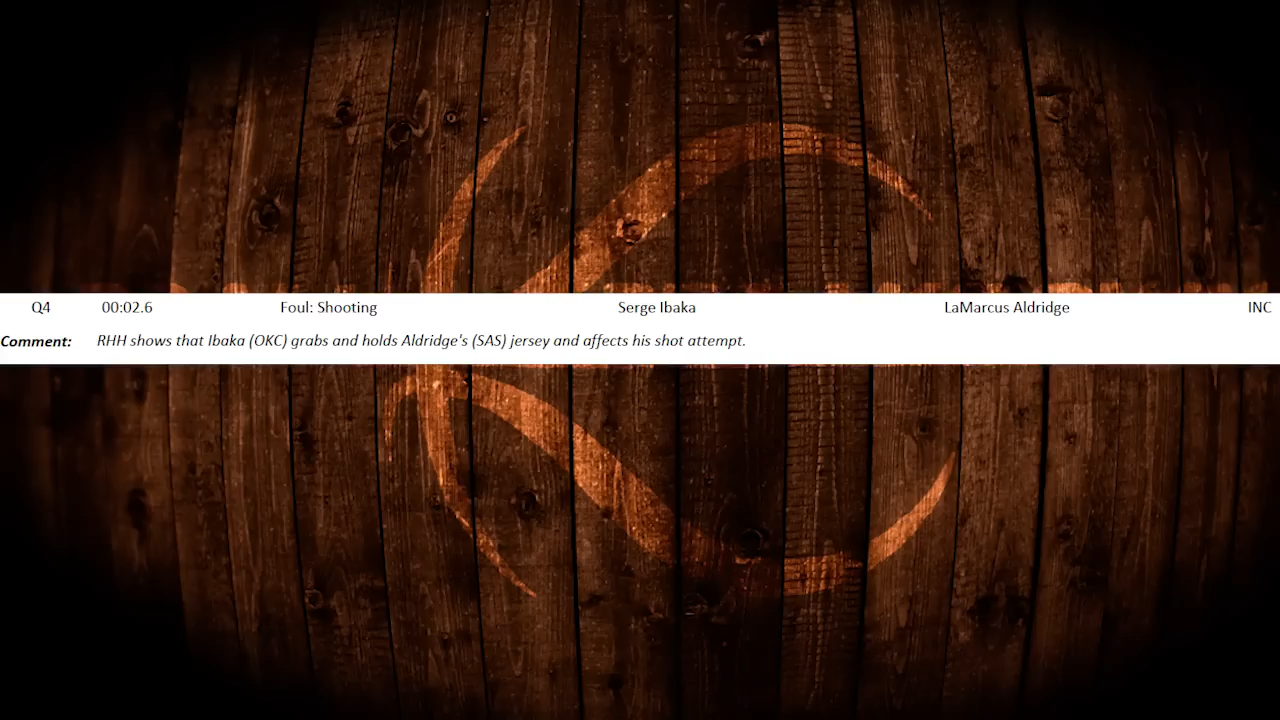 Q4 00:02.6 Foul: Shooting Serge Ibaka LaMarcus Aldridge INC
Comment: RHH shows that Ibaka (OKC) grabs and holds Aldridge's (SAS) jersey and affects his shot attempt.